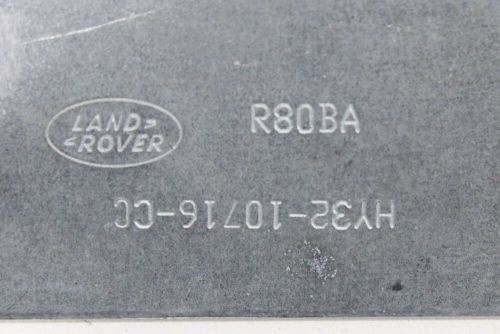 LAND>
<ROVER
R80BA
HY32-10716-CC